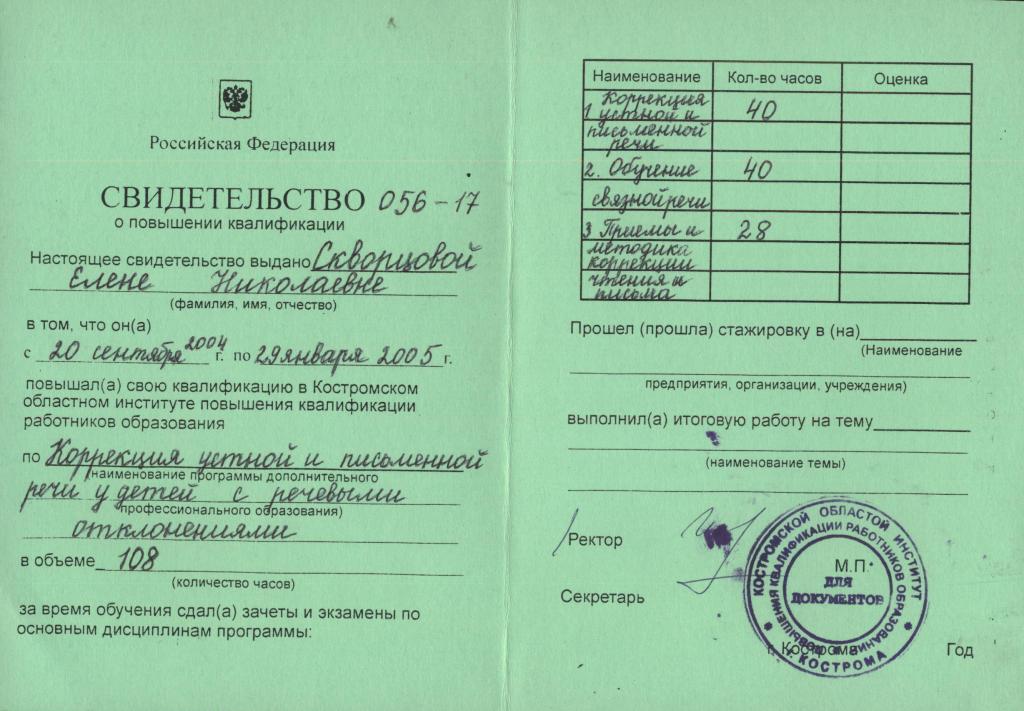 Российская Федерация
СВИДЕТЕЛЬСТВО 056-17
о повышении квалификации
Настоящее свидетельство выдано Скворцовой
Елене Николаевне
(фамилия, имя, отчество)
в том, что он(а)
с 20 сентября 2004 г. по 29 января 2005 г.
повышал(а) свою квалификацию в Костромском
областном институте повышения квалификации
работников образования
по Коррекция устной и письменной
(наименование программы дополнительного
речи у детей с речевыми
профессионального образования)
отклонениями
в объеме 108
(количество часов)
за время обучения сдал(а) зачеты и экзамены по
основным дисциплинам программы:
Наименование Кол-во часов Оценка
1 Коррекция
устной и 40
письменной
речи
2. Обучение 40
связной речи
3 Приемы и 28
методика
коррекции
чтения и
письма
Прошел (прошла) стажировку в (на)
(Наименование
предприятия, организации, учреждения)
выполнил(а) итоговую работу на тему
(наименование темы)
Ректор
Секретарь
М.П.
КОСТРОМСКОЙ ОБЛАСТОЙ ИНСТИТУТ
ПОВЫШЕНИЯ КВАЛИФИКАЦИИ РАБОТНИКОВ ОБРАЗОВАНИЯ
ДЛЯ
ДОКУМЕНТОВ
г. Кострома Год
КОСТРОМА